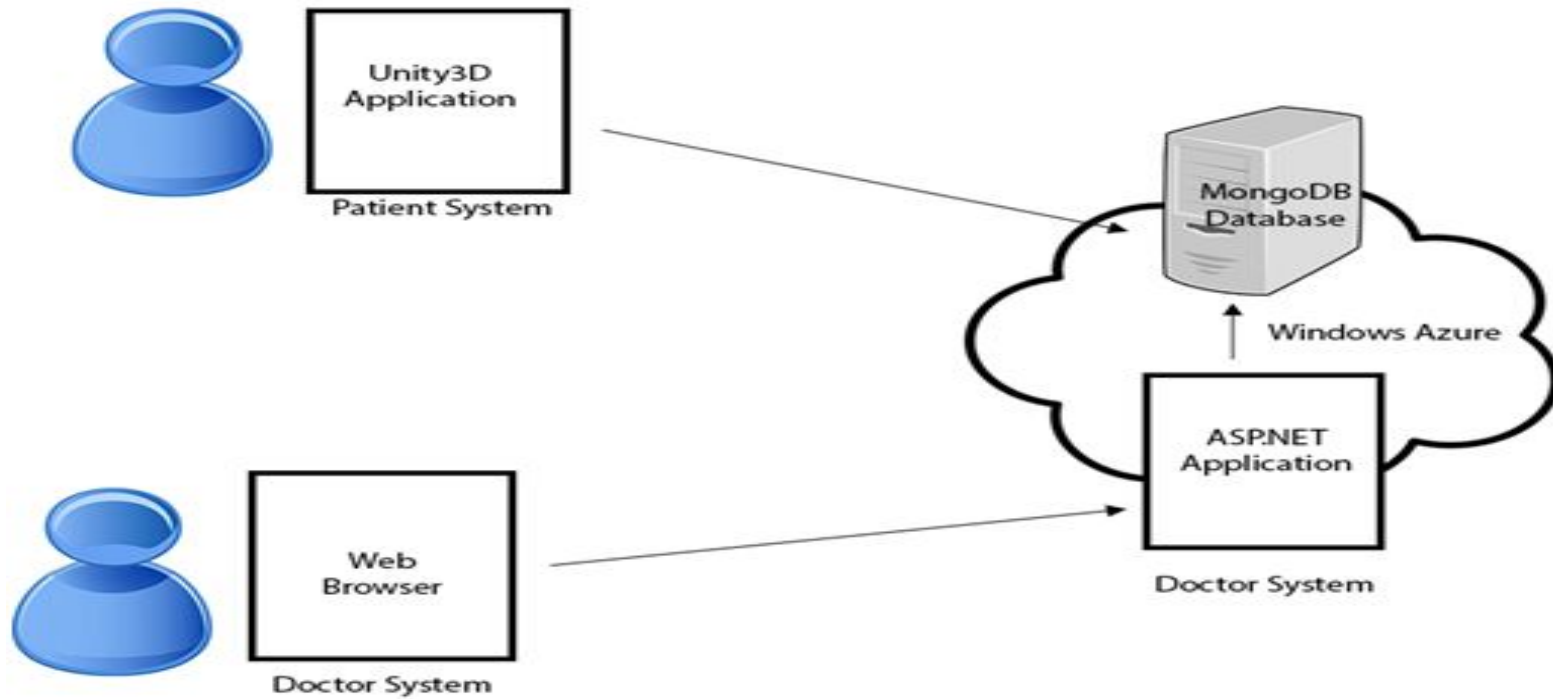 Unity3D
Application
Patient System
MongoDB
Database
Windows Azure
ASP.NET
Application
Doctor System
Web
Browser
Doctor System